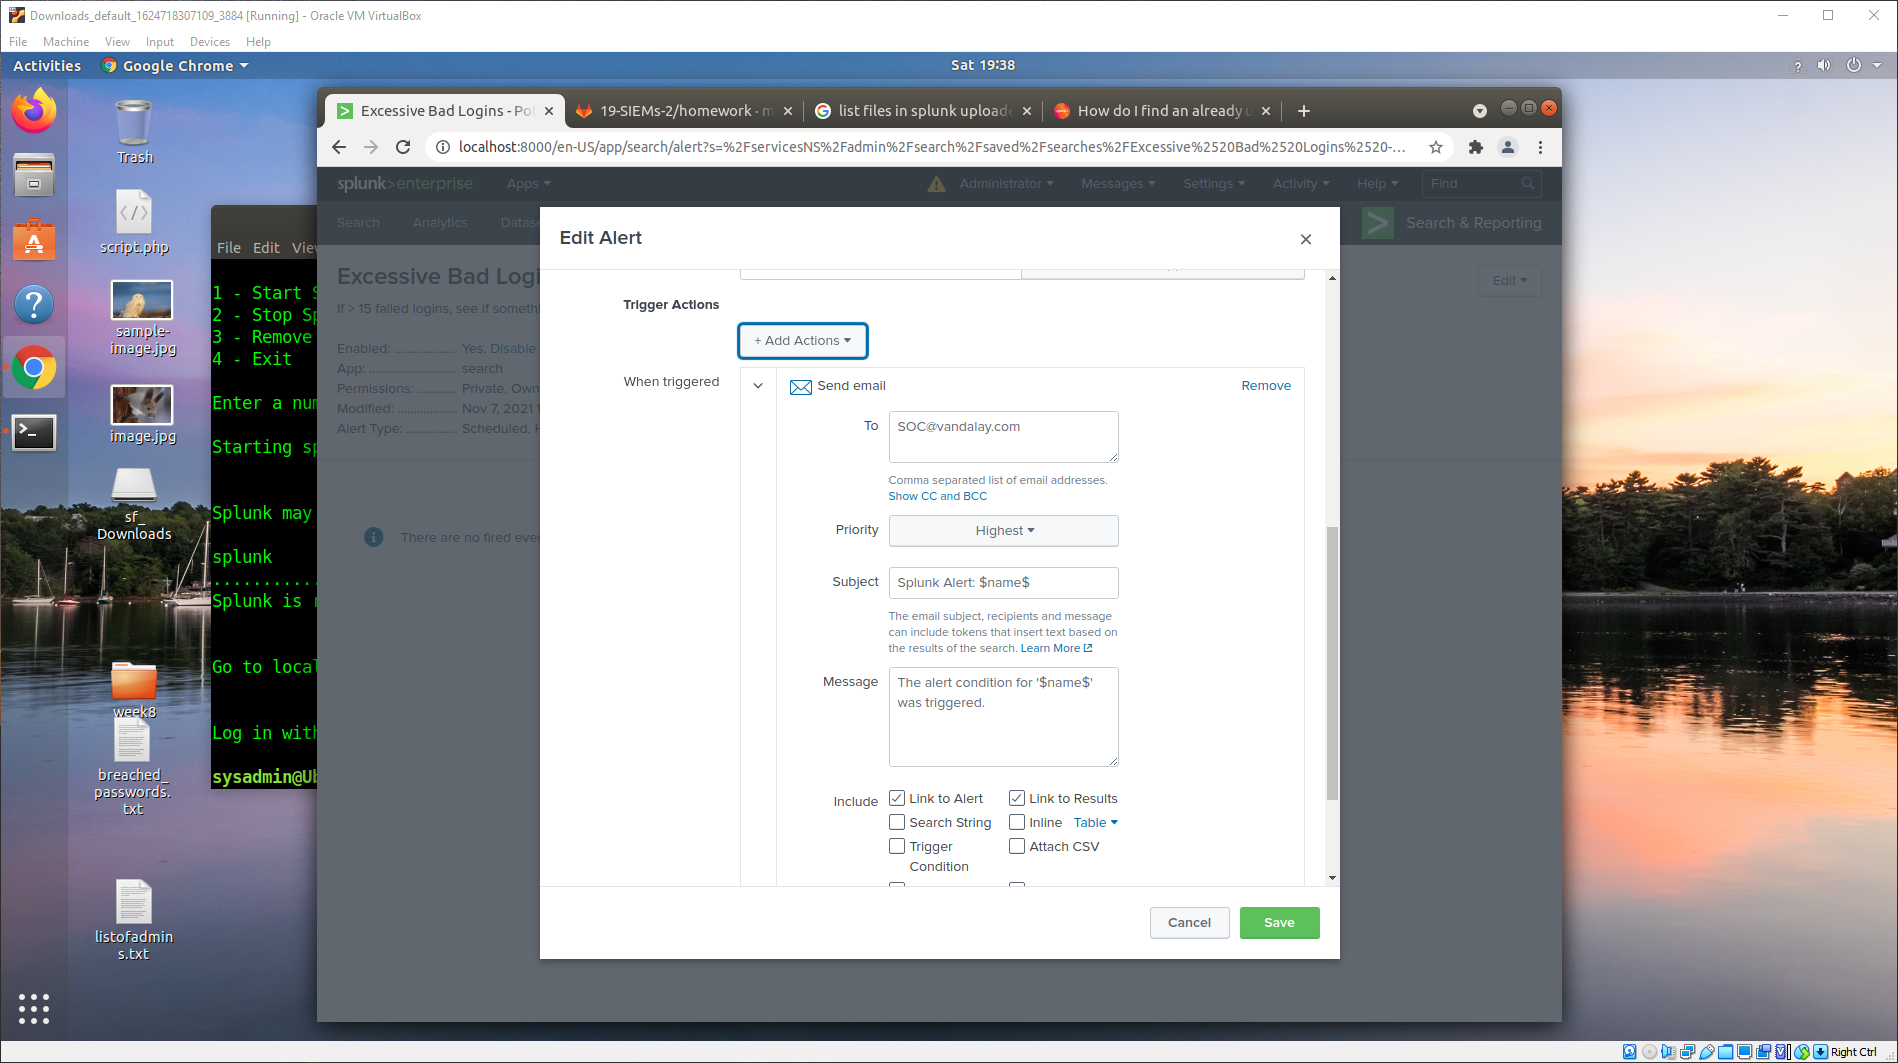 Downloads_default_1624718307109_3884 [Running] - Oracle VM VirtualBox
File Machine View Input Devices Help
Activities Google Chrome Sat 19:38
Excessive Bad Logins - Po
19-SIEMs-2/homework · m
list files in splunk uploade
How do I find an already u
localhost:8000/en-US/app/search/alert?s=%2FservicesNS%2Fadmin%2Fsearch%2Fsaved%2Fsearches%2FExcessive%2520Bad%2520Logins%2520-...
splunk>enterprise Apps Administrator Messages Settings Activity Help Find
Search Analytics Datas
Search & Reporting
Excessive Bad Logi
Edit
If > 15 failed logins, see if someth
Enabled: Yes. Disable
App: search
Permissions: Private. Own
Modified: Nov 7, 2021 1
Alert Type: Scheduled. H
There are no fired eve
Edit Alert
Trigger Actions
+ Add Actions
When triggered
Send email
Remove
To
SOC@vandalay.com
Comma separated list of email addresses.
Show CC and BCC
Priority
Highest
Subject
Splunk Alert: $name$
The email subject, recipients and message
can include tokens that insert text based on
the results of the search. Learn More
Message
The alert condition for '$name$'
was triggered.
Include
Link to Alert
Link to Results
Search String
Inline Table
Trigger
Condition
Attach CSV
Cancel
Save
File Edit View
1 - Start S
2 - Stop Sp
3 - Remove
4 - Exit
Enter a num
Starting sp
Splunk may
splunk
...........
Splunk is r
Go to local
Log in with
sysadmin@Ub
Trash
script.php
sample-
image.jpg
image.jpg
sf_
Downloads
week8
breached_
passwords.
txt
listofadmin
s.txt
Right Ctrl